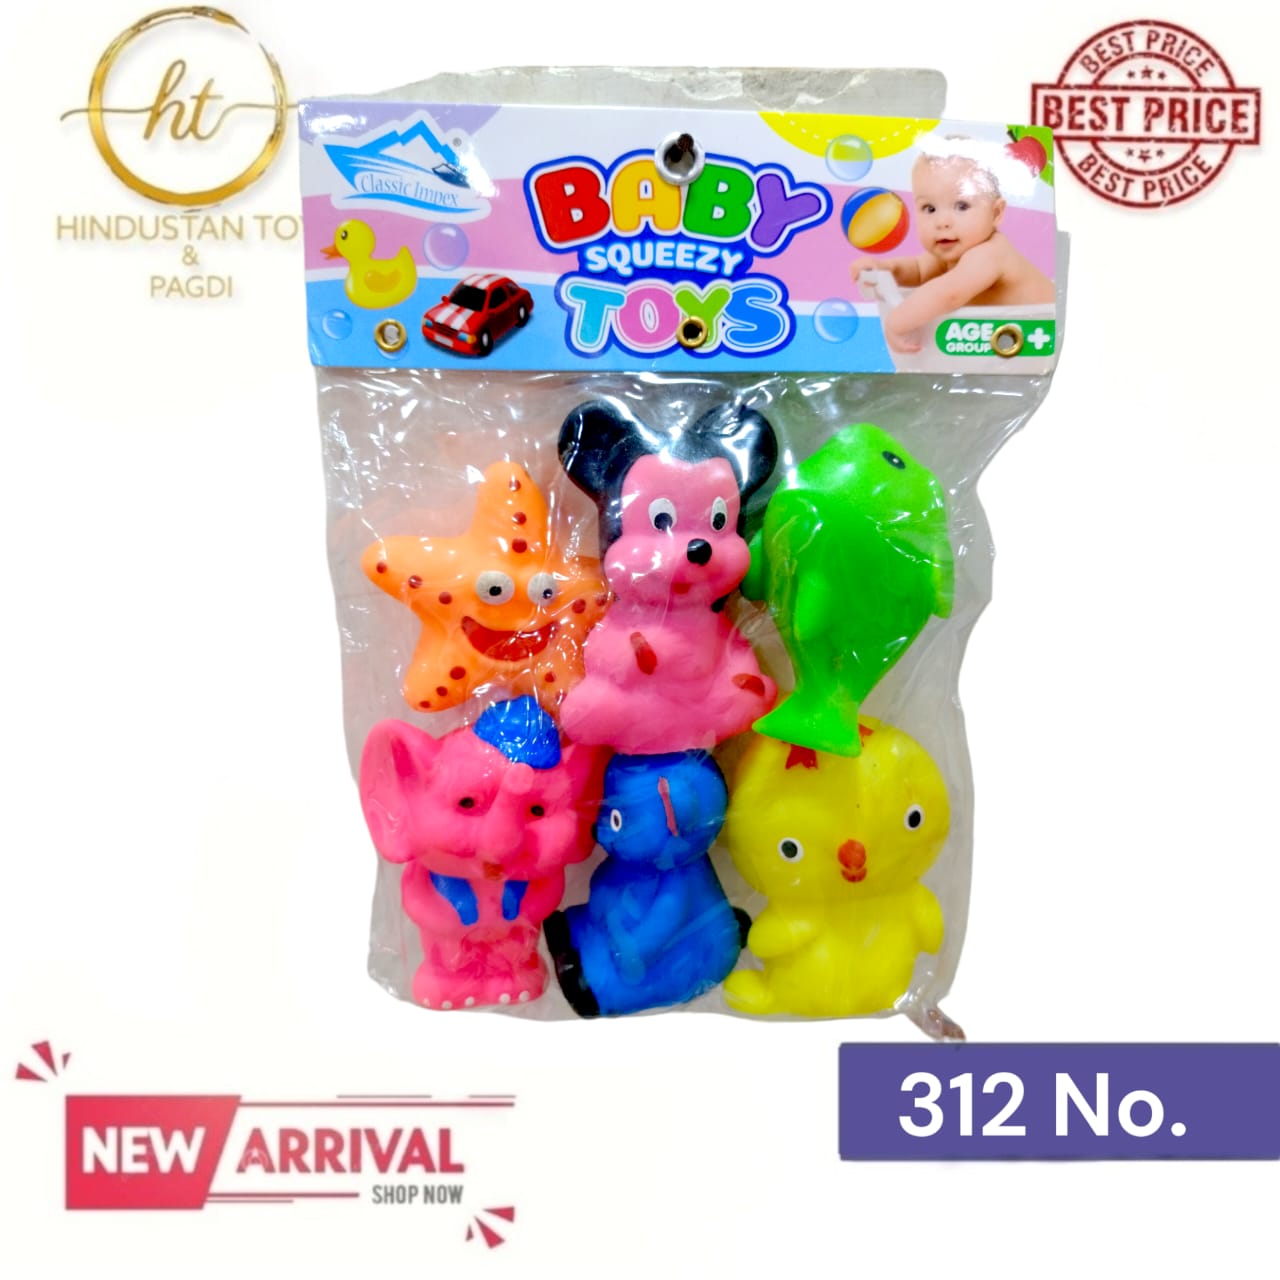 ht
HINDUSTAN TO
&
PAGDI
BEST PRICE
BEST PRICE
BEST PRICE
Classic Impex
®
BABY
SQUEEZY
TOYS
AGE
GROUP
+
NEW ARRIVAL
SHOP NOW
312 No.